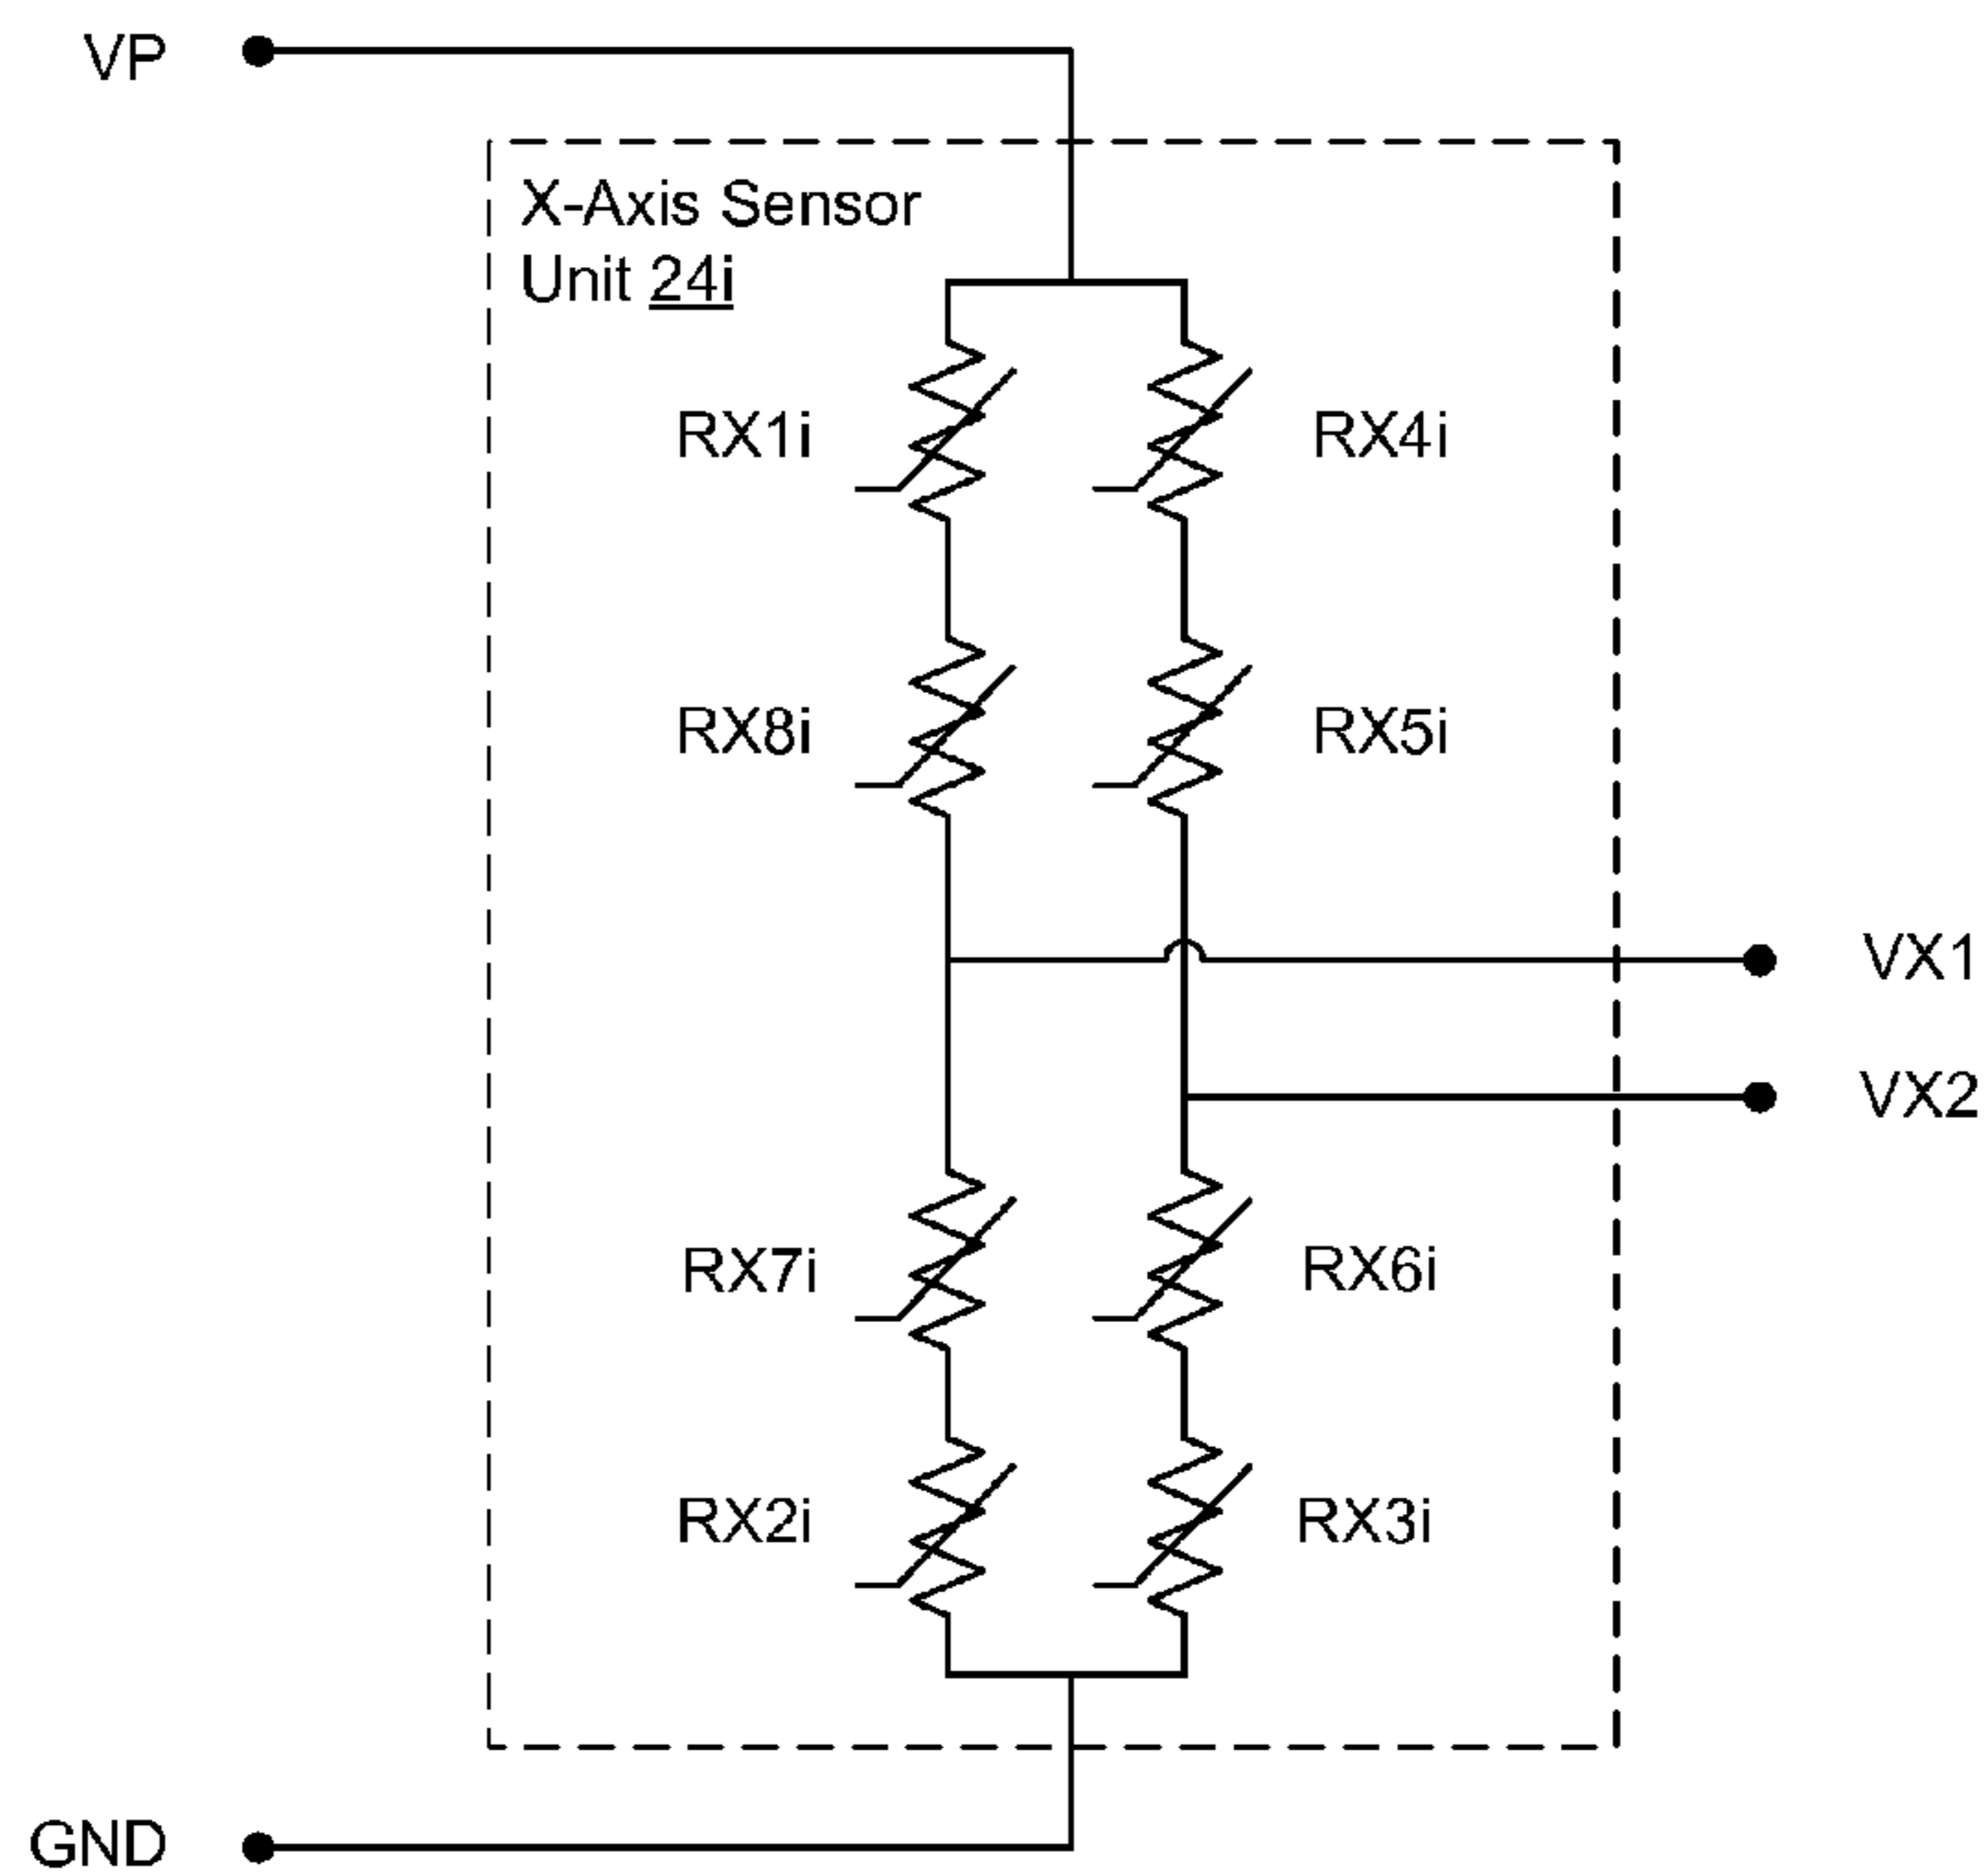 VP
X-Axis Sensor
Unit 24i
RX1i
RX4i
RX8i
RX5i
VX1
VX2
RX7i
RX6i
RX2i
RX3i
GND